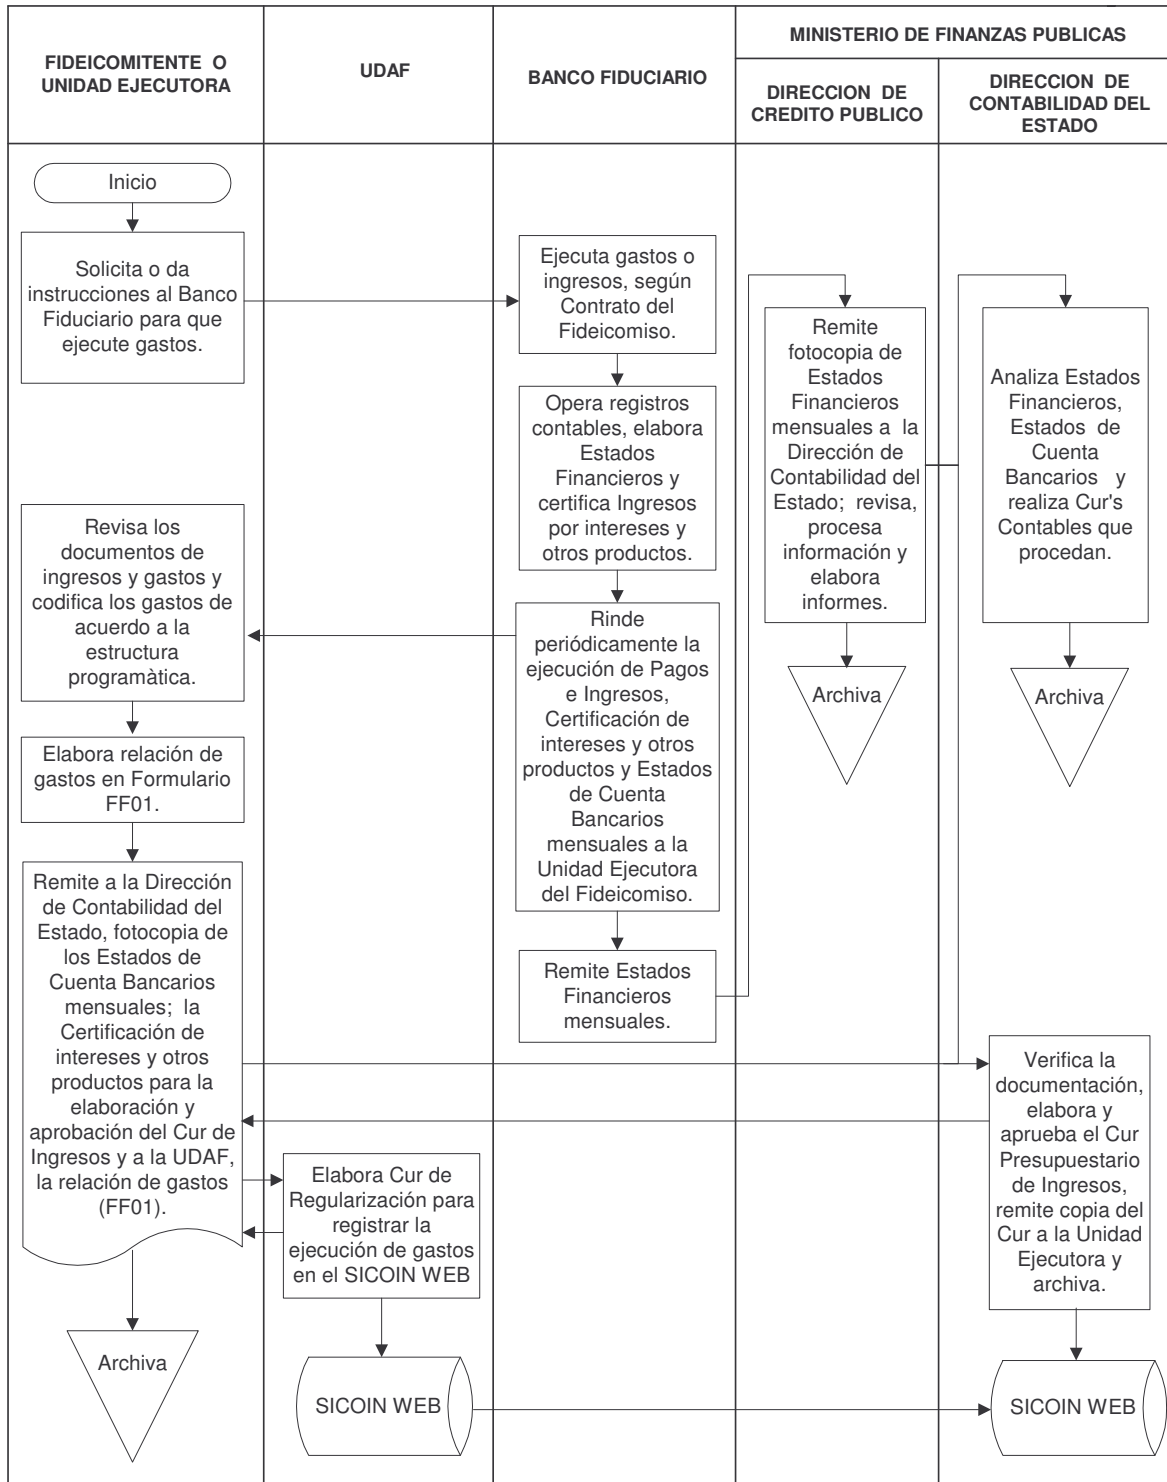 FIDEICOMITENTE O
UNIDAD EJECUTORA
UDAF
BANCO FIDUCIARIO
MINISTERIO DE FINANZAS PUBLICAS
DIRECCION DE
CREDITO PUBLICO
DIRECCION DE
CONTABILIDAD DEL
ESTADO
Inicio
Solicita o da
instrucciones al Banco
Fiduciario para que
ejecute gastos.
Revisa los
documentos de
ingresos y gastos y
codifica los gastos de
acuerdo a la
estructura
programàtica.
Elabora relación de
gastos en Formulario
FF01.
Remite a la Dirección
de Contabilidad del
Estado, fotocopia de
los Estados de
Cuenta Bancarios
mensuales; la
Certificación de
intereses y otros
productos para la
elaboración y
aprobación del Cur de
Ingresos y a la UDAF,
la relación de gastos
(FF01).
Archiva
Elabora Cur de
Regularización para
registrar la
ejecución de gastos
en el SICOIN WEB
SICOIN WEB
Ejecuta gastos o
ingresos, según
Contrato del
Fideicomiso.
Opera registros
contables, elabora
Estados
Financieros y
certifica Ingresos
por intereses y
otros productos.
Rinde
periódicamente la
ejecución de Pagos
e Ingresos,
Certificación de
intereses y otros
productos y Estados
de Cuenta
Bancarios
mensuales a la
Unidad Ejecutora
del Fideicomiso.
Remite Estados
Financieros
mensuales.
Remite
fotocopia de
Estados
Financieros
mensuales a la
Dirección de
Contabilidad del
Estado; revisa,
procesa
información y
elabora
informes.
Archiva
Analiza Estados
Financieros,
Estados de
Cuenta
Bancarios y
realiza Cur's
Contables que
procedan.
Archiva
Verifica la
documentación,
elabora y
aprueba el Cur
Presupuestario
de Ingresos,
remite copia del
Cur a la Unidad
Ejecutora y
archiva.
SICOIN WEB